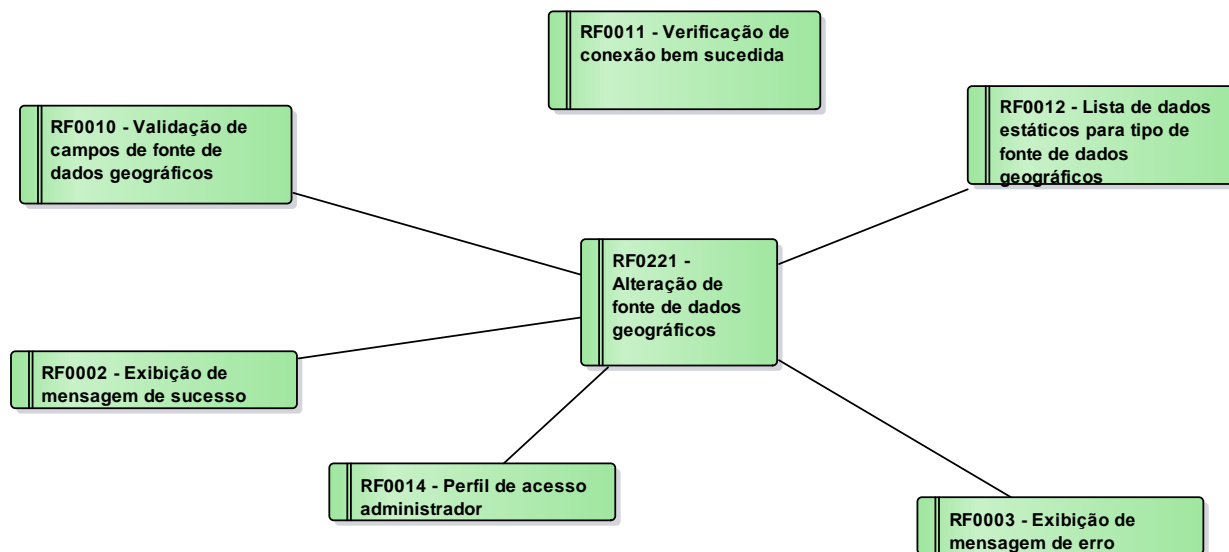 RF0011 - Verificação de
conexão bem sucedida
RF0012 - Lista de dados
estáticos para tipo de
fonte de dados
geográficos
RF0010 - Validação de
campos de fonte de
dados geográficos
RF0221 -
Alteração de
fonte de dados
geográficos
RF0002 - Exibição de
mensagem de sucesso
RF0014 - Perfil de acesso
administrador
RF0003 - Exibição de
mensagem de erro